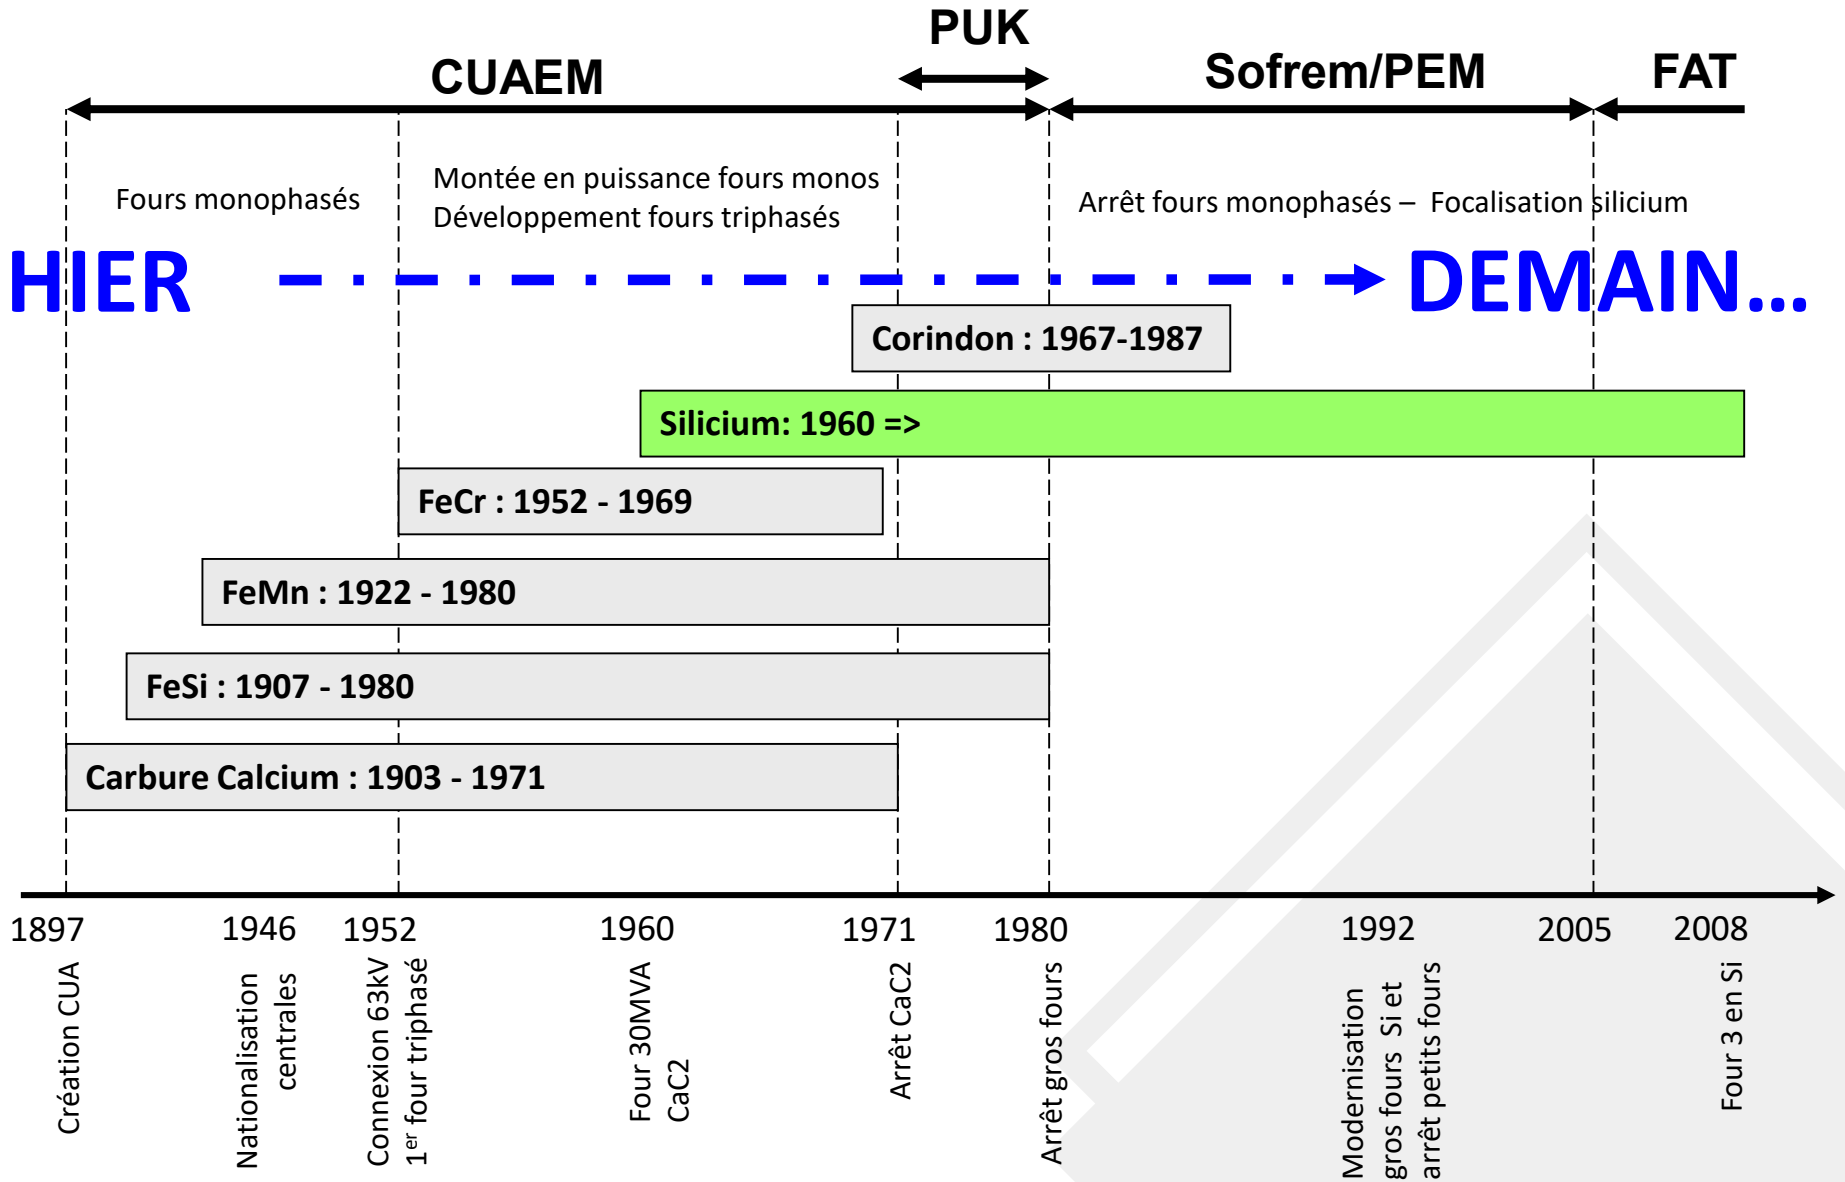 PUK
CUAEM
Sofrem/PEM
FAT
Fours monophasés
Montée en puissance fours monos
Développement fours triphasés
Arrêt fours monophasés – Focalisation silicium
HIER
DEMAIN...
Corindon : 1967-1987
Silicium: 1960 =>
FeCr : 1952 - 1969
FeMn : 1922 - 1980
FeSi : 1907 - 1980
Carbure Calcium : 1903 - 1971
1897
1946
1952
1960
1971
1980
1992
2005
2008
Création CUA
Nationalisation
centrales
Connexion 63kV
1er four triphasé
Four 30MVA
CaC2
Arrêt CaC2
Arrêt gros fours
Modernisation
gros fours Si et
arrêt petits fours
Four 3 en Si